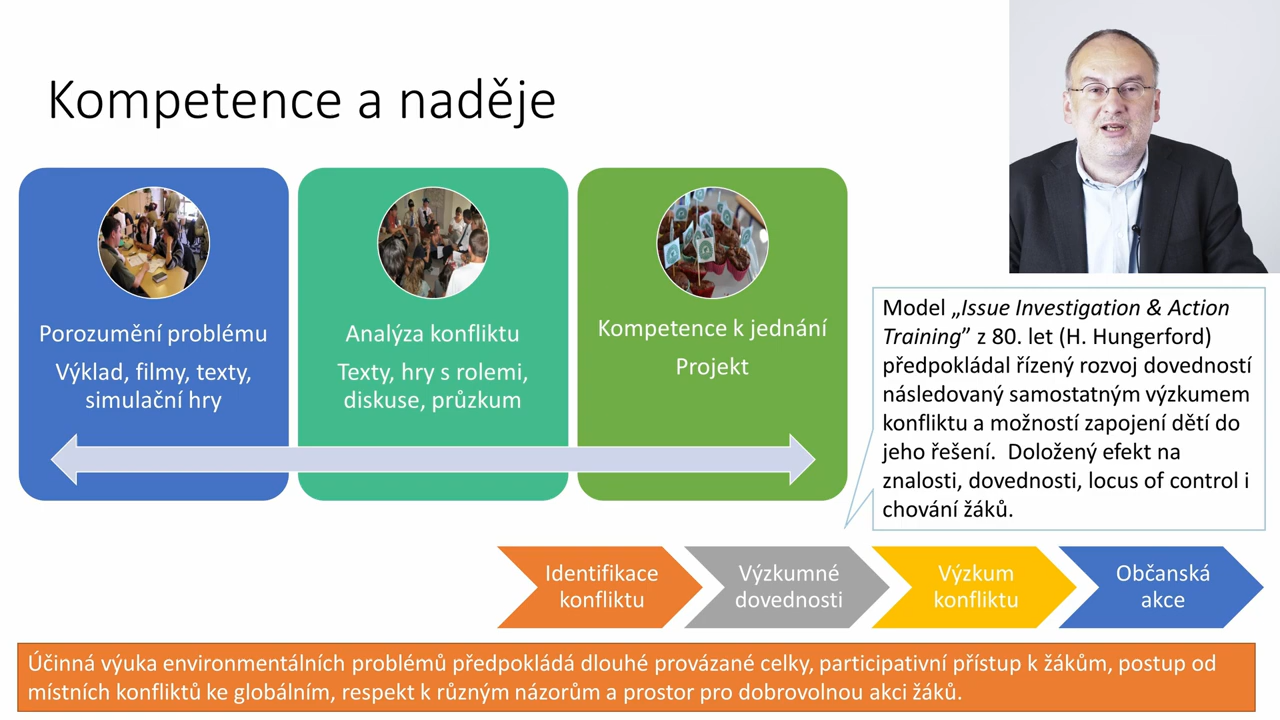 Kompetence a naděje
Porozumění problému
Výklad, filmy, texty,
simulační hry
Analýza konfliktu
Texty, hry s rolemi,
diskuse, průzkum
Kompetence k jednání
Projekt
Model „Issue Investigation & Action
Training” z 80. let (H. Hungerford)
předpokládal řízený rozvoj dovedností
následovaný samostatným výzkumem
konfliktu a možností zapojení dětí do
jeho řešení. Doložený efekt na
znalosti, dovednosti, locus of control i
chování žáků.
Identifikace
konfliktu
Výzkumné
dovednosti
Výzkum
konfliktu
Občanská
akce
Účinná výuka environmentálních problémů předpokládá dlouhé provázané celky, participativní přístup k žákům, postup od
místních konfliktů ke globálním, respekt k různým názorům a prostor pro dobrovolnou akci žáků.